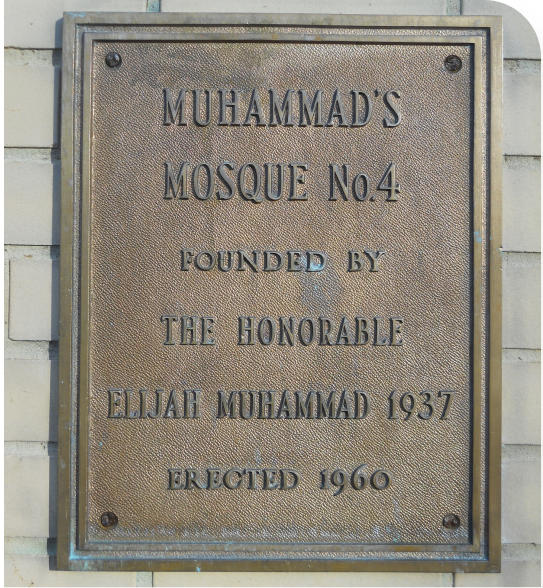 MUHAMMAD'S
MOSQUE No.4
FOUNDED BY
THE HONORABLE
ELIJAH MUHAMMAD 1937
ERECTED 1960